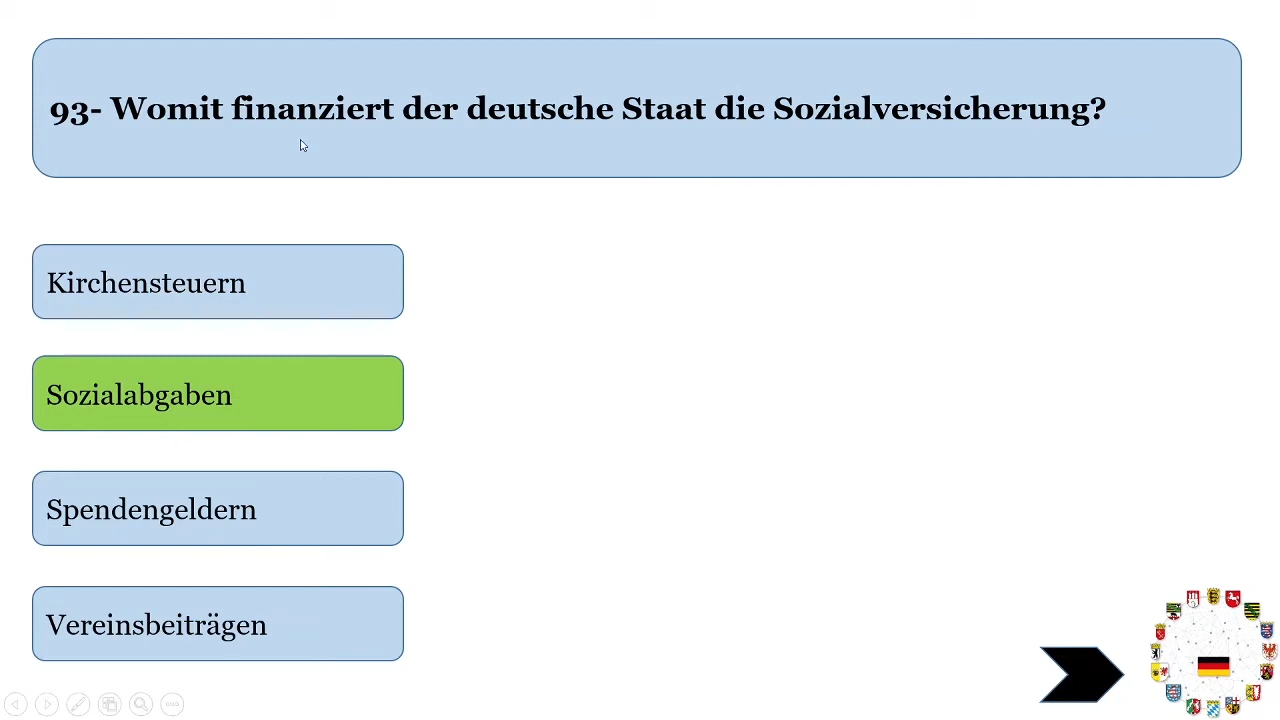 93- Womit finanziert der deutsche Staat die Sozialversicherung?
Kirchensteuern
Sozialabgaben
Spendengeldern
Vereinsbeiträgen